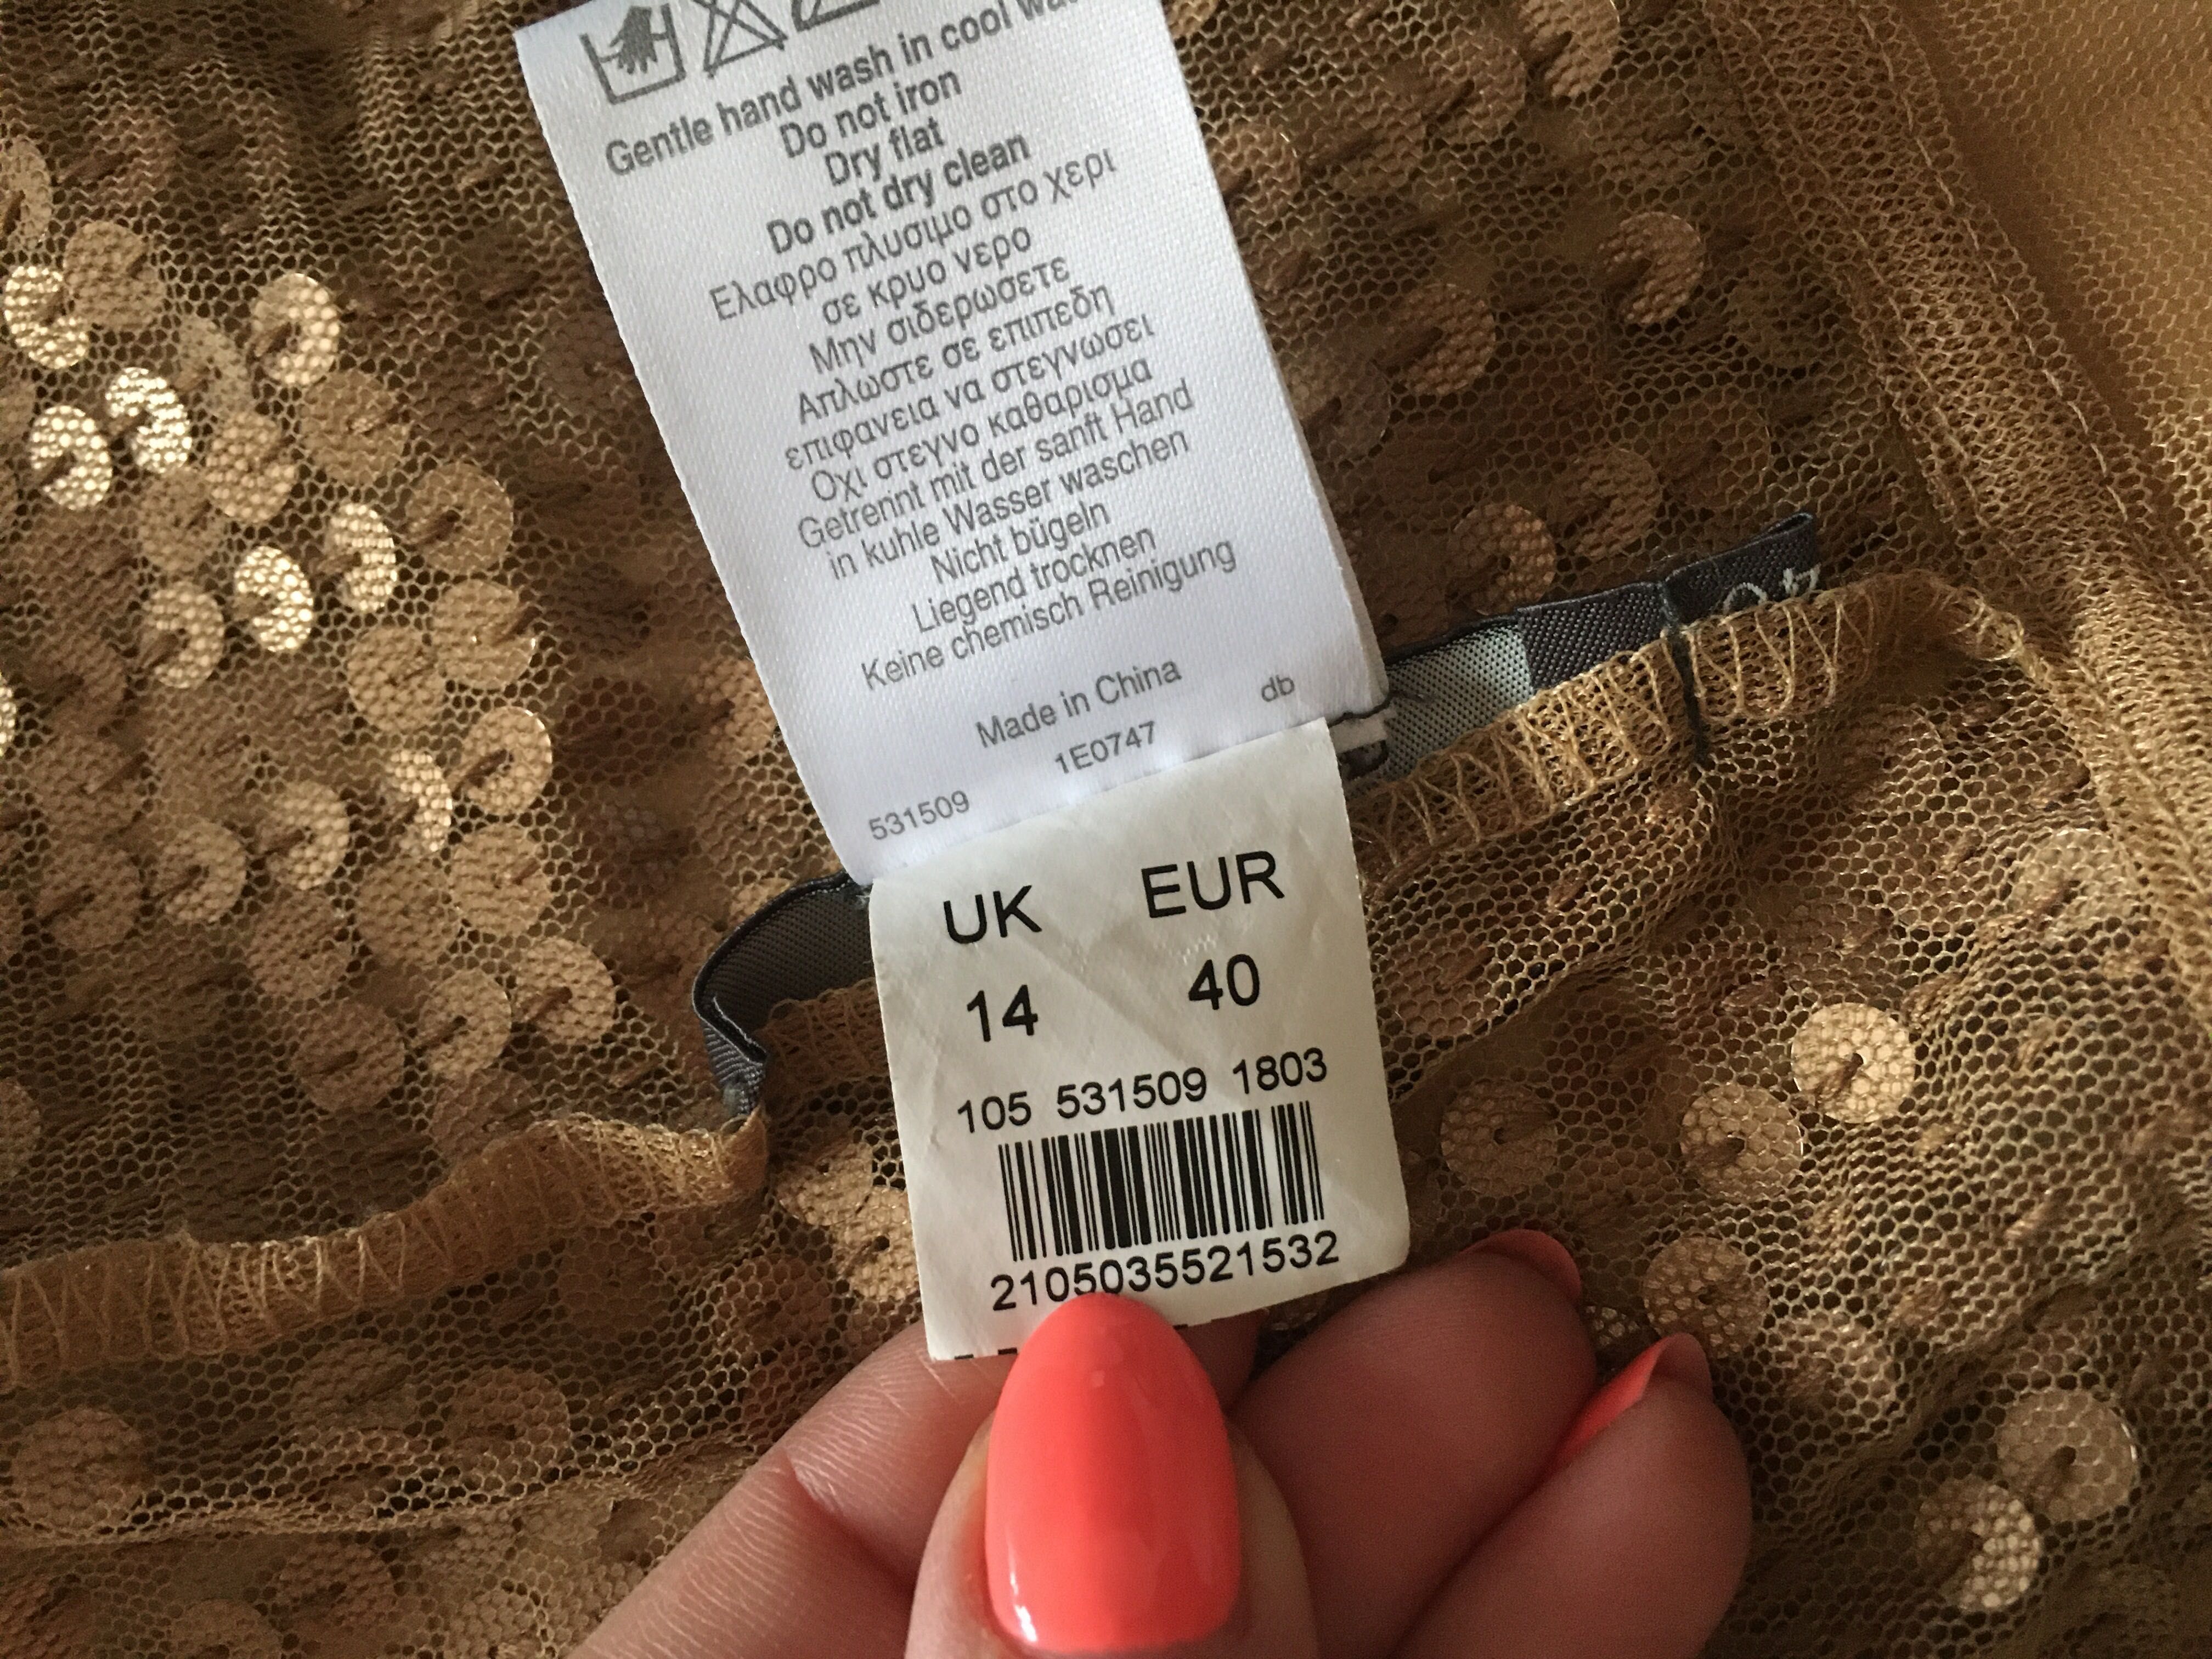 Gentle hand wash in cool
Do not iron
Dry flat
Do not dry clean
Ελαφρο πλυσιμο στο χερι
σε κρυο νερο
Μην σιδερωσετε
Απλωστε σε επιπεδη
επιφανεια να στεγνωσει
Οχι στεγνο καθαρισμα
Getrennt mit der sanft Hand
in kuhle Wasser waschen
Nicht bügeln
Liegend trocknen
Keine chemisch Reinigung
Made in China
db
1E0747
531509
UK EUR
14 40
105 531509 1803
2105035521532